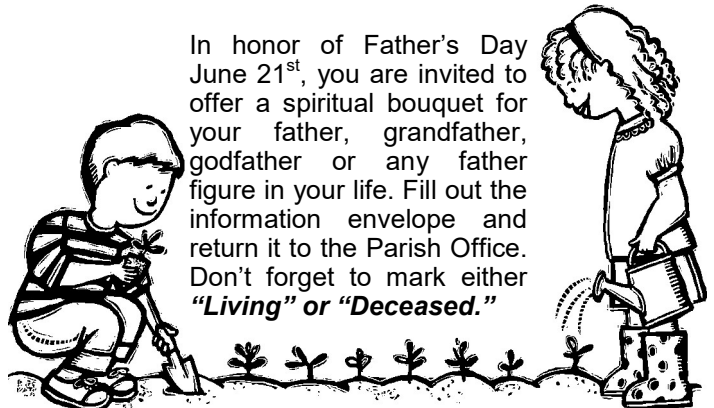 In honor of Father’s Day
June 21st, you are invited to
offer a spiritual bouquet for
your father, grandfather,
godfather or any father
figure in your life. Fill out the
information envelope and
return it to the Parish Office.
Don’t forget to mark either
“Living” or “Deceased.”